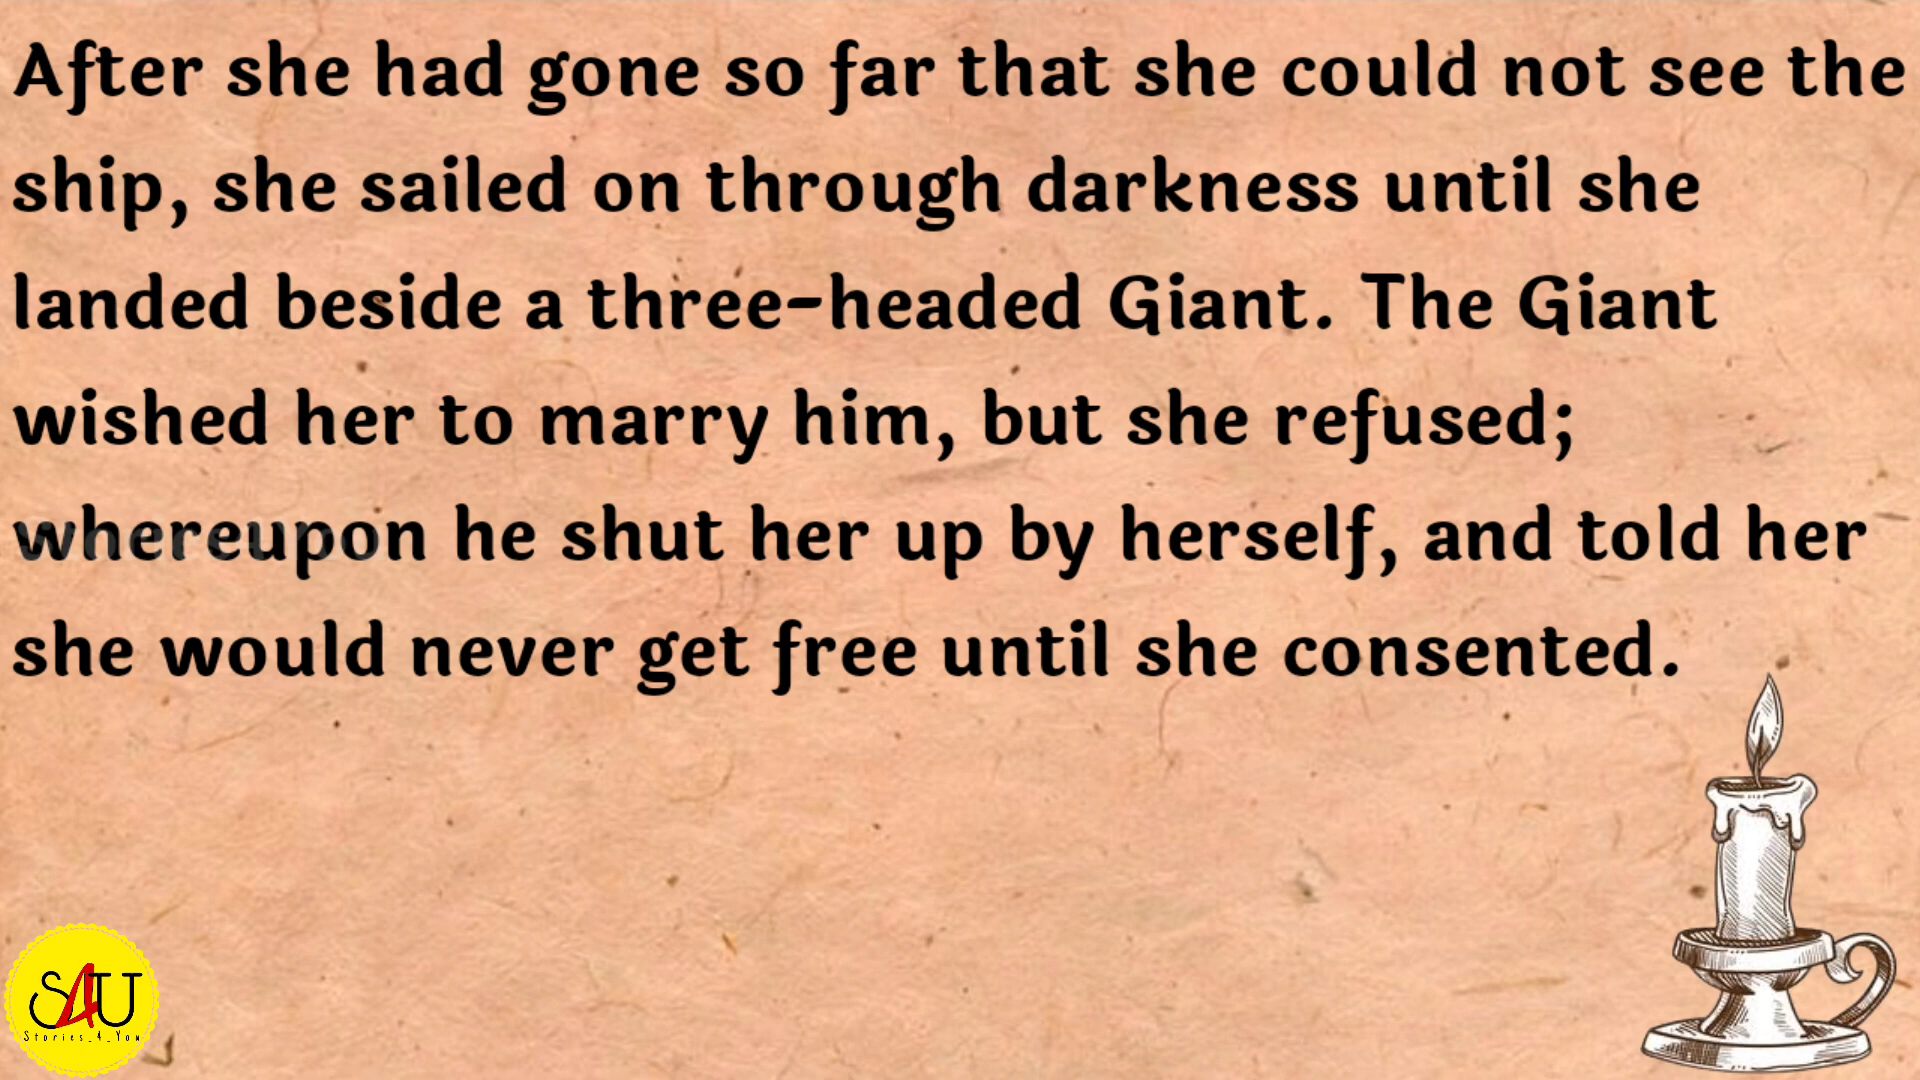 After she had gone so far that she could not see the
ship, she sailed on through darkness until she
landed beside a three-headed Giant. The Giant
wished her to marry him, but she refused;
whereupon he shut her up by herself, and told her
she would never get free until she consented.
S4U
Stories_4_You